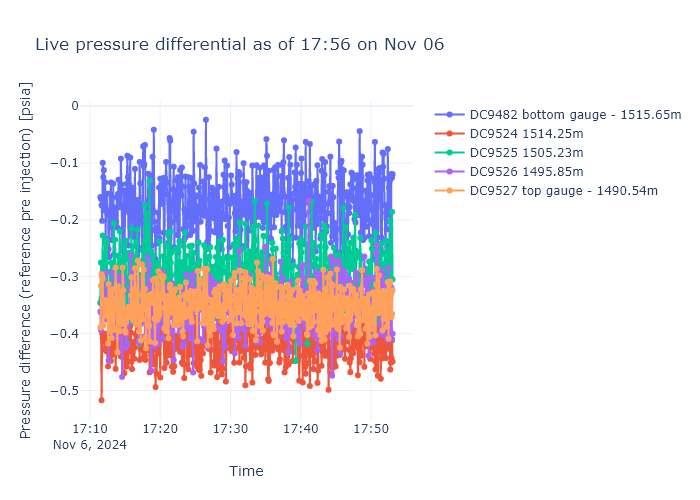 Live pressure differential as of 17:56 on Nov 06
Pressure difference (reference pre injection) [psia]
0
−0.1
−0.2
−0.3
−0.4
−0.5
17:10
Nov 6, 2024
17:20
17:30
17:40
17:50
Time
DC9482 bottom gauge - 1515.65m
DC9524 1514.25m
DC9525 1505.23m
DC9526 1495.85m
DC9527 top gauge - 1490.54m